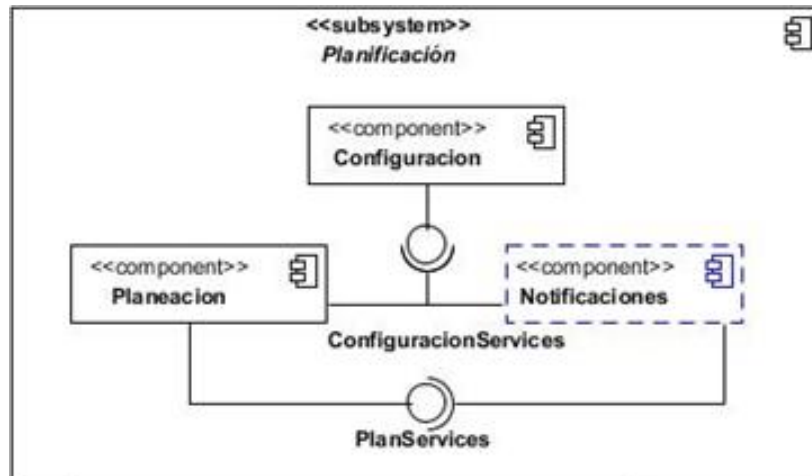 <<subsystem>>
Planificación
<<component>>
Configuracion
<<component>>
Planeacion
<<component>>
Notificaciones
ConfiguracionServices
PlanServices